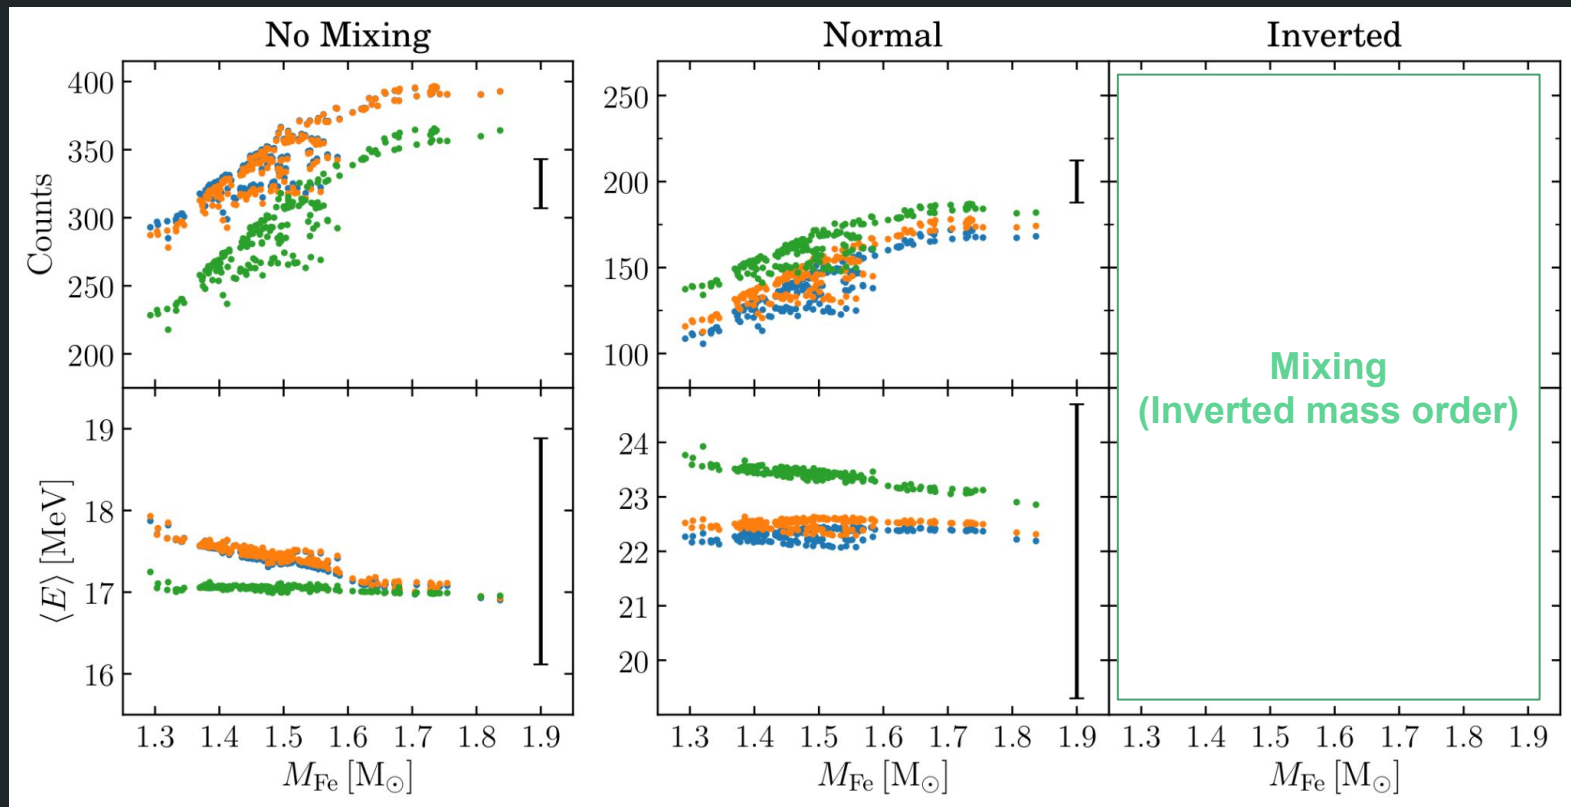 No Mixing
Normal
Inverted
Counts
400
350
300
250
200
250
200
150
100
Mixing
(Inverted mass order)
⟨E⟩ [MeV]
19
18
17
16
24
23
22
21
20
1.3 1.4 1.5 1.6 1.7 1.8 1.9
1.3 1.4 1.5 1.6 1.7 1.8 1.9
1.3 1.4 1.5 1.6 1.7 1.8 1.9
M_Fe [M_⊙]
M_Fe [M_⊙]
M_Fe [M_⊙]